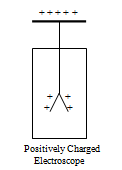 + + + + +
+ +
+ +
Positively Charged
Electroscope